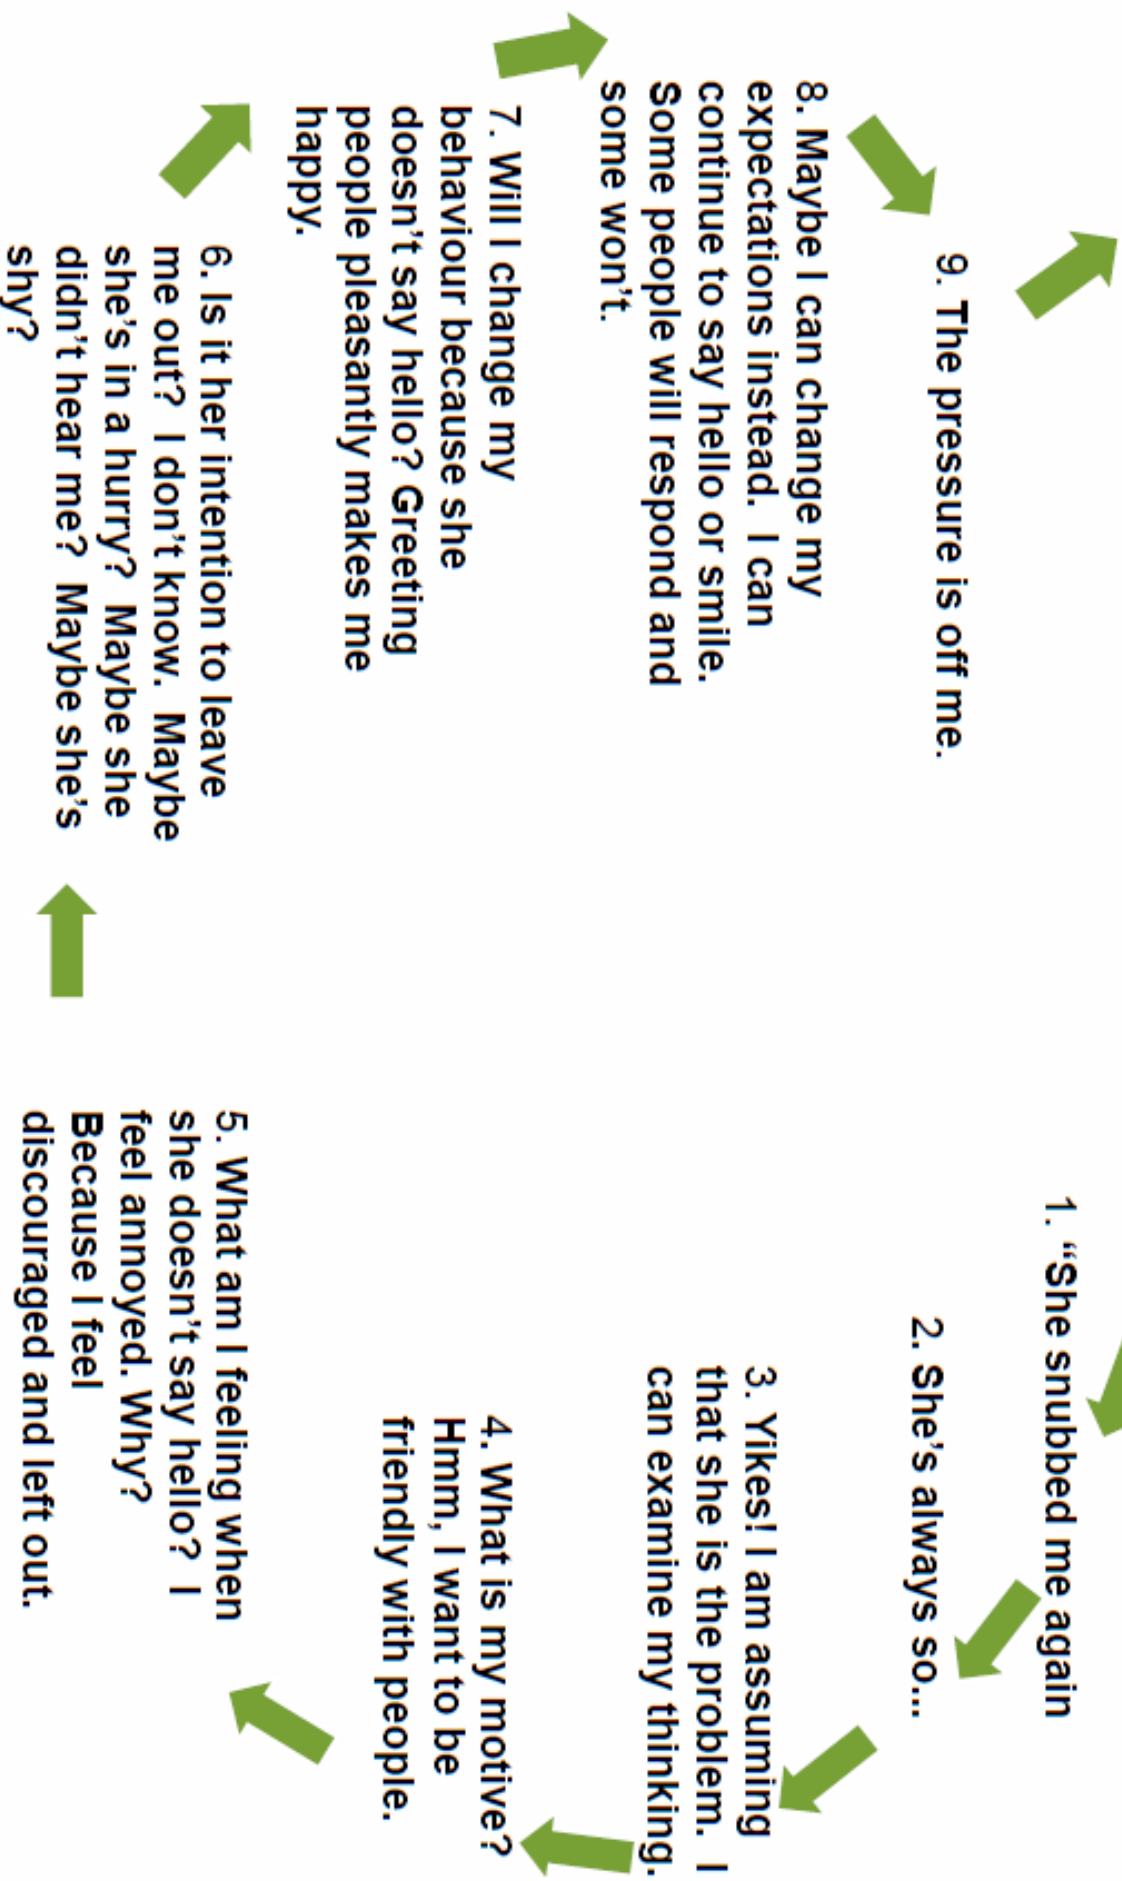 1. “She snubbed me again
2. She’s always so...
3. Yikes! I am assuming
that she is the problem. I
can examine my thinking.
4. What is my motive?
Hmm, I want to be
friendly with people.
5. What am I feeling when
she doesn’t say hello? I
feel annoyed. Why?
Because I feel
discouraged and left out.
6. Is it her intention to leave
me out? I don’t know. Maybe
she’s in a hurry? Maybe she
didn’t hear me? Maybe she’s
shy?
7. Will I change my
behaviour because she
doesn’t say hello? Greeting
people pleasantly makes me
happy.
8. Maybe I can change my
expectations instead. I can
continue to say hello or smile.
Some people will respond and
some won’t.
9. The pressure is off me.